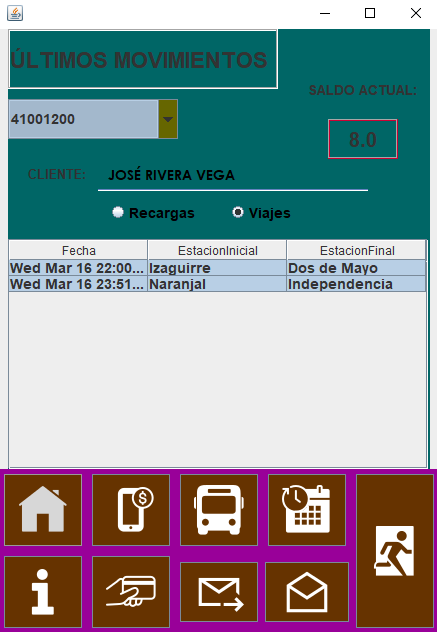 ÚLTIMOS MOVIMIENTOS
SALDO ACTUAL:
41001200
8.0
CLIENTE: JOSÉ RIVERA VEGA
Recargas Viajes
Fecha EstacionInicial EstacionFinal
Wed Mar 16 22:00... Izaguirre Dos de Mayo
Wed Mar 16 23:51... Naranjal Independencia